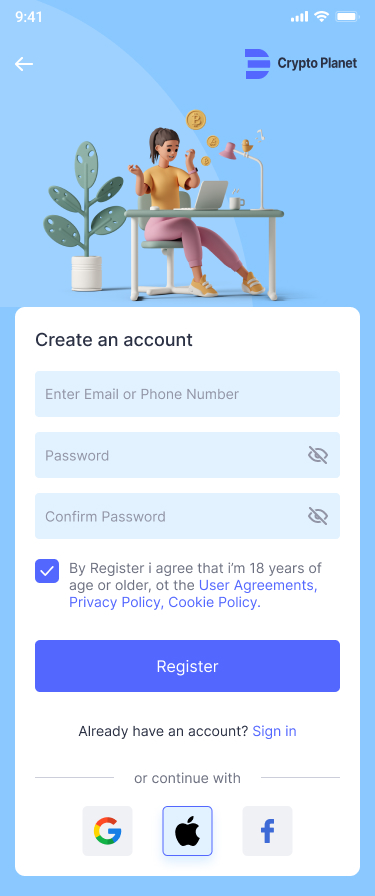 9:41
Crypto Planet
Create an account
Enter Email or Phone Number
Password
Confirm Password
By Register i agree that i'm 18 years of
age or older, ot the User Agreements,
Privacy Policy, Cookie Policy.
Register
Already have an account? Sign in
or continue with